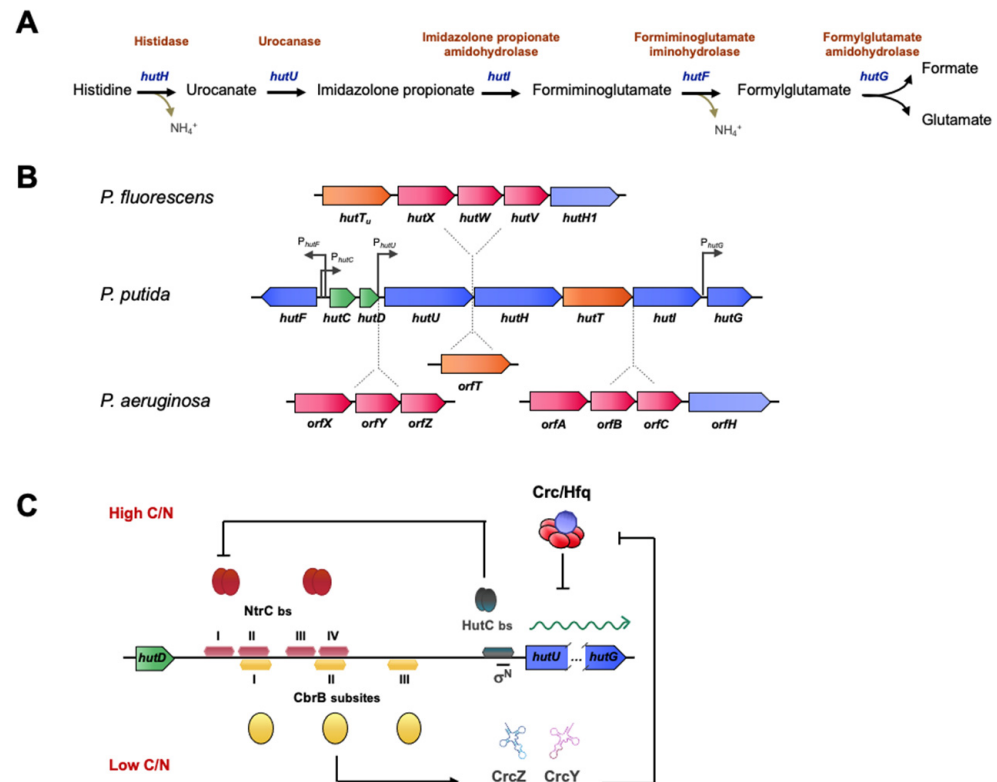 A
Histidase
Urocanase
Imidazolone propionate
amidohydrolase
Formiminoglutamate
iminohydrolase
Formylglutamate
amidohydrolase
hutH
hutU
hutI
hutF
hutG
Histidine
Urocanate
Imidazolone propionate
Formiminoglutamate
Formylglutamate
Formate
Glutamate
NH₄⁺
NH₄⁺
B
P. fluorescens
hutTᵤ
hutX
hutW
hutV
hutH1
P. putida
PhutF
PhutC
PhutU
PhutG
hutF
hutC
hutD
hutU
hutH
hutT
hutI
hutG
orfT
P. aeruginosa
orfX
orfY
orfZ
orfA
orfB
orfC
orfH
C
High C/N
Crc/Hfq
NtrC bs
HutC bs
I
II
III
IV
hutD
hutU
...
hutG
σᴺ
I
II
III
CbrB subsites
Low C/N
CrcZ
CrcY